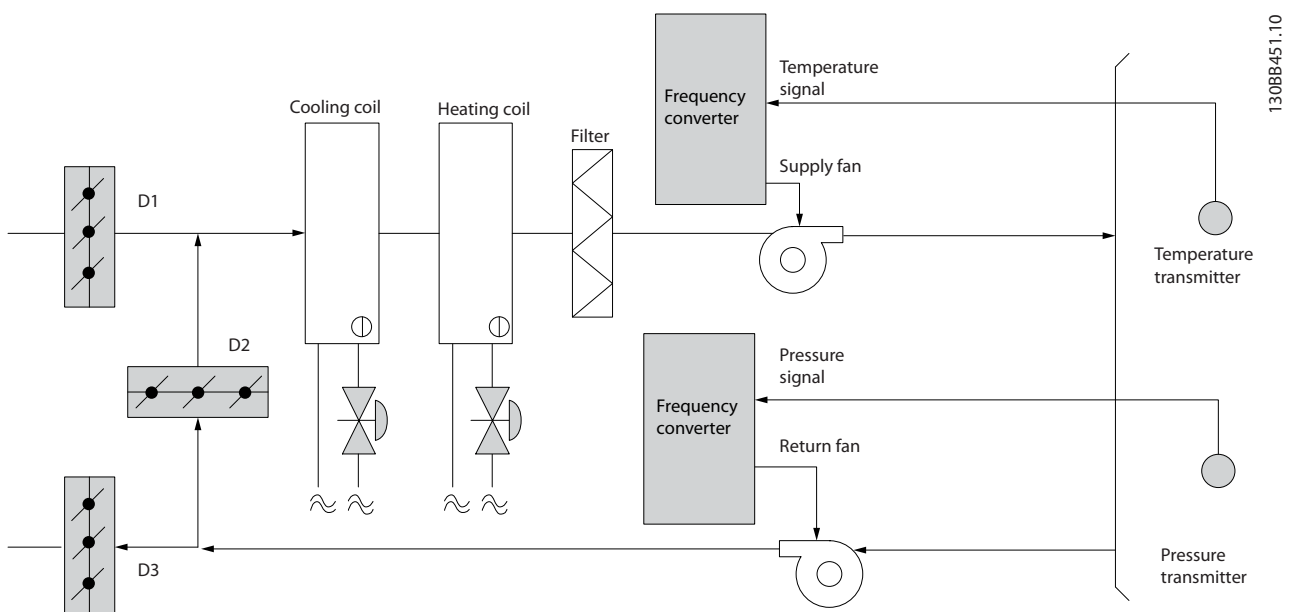 130BB451.10
Temperature
signal
Frequency
converter
Cooling coil
Heating coil
Filter
Supply fan
D1
Temperature
transmitter
D2
Pressure
signal
Frequency
converter
Return fan
D3
Pressure
transmitter